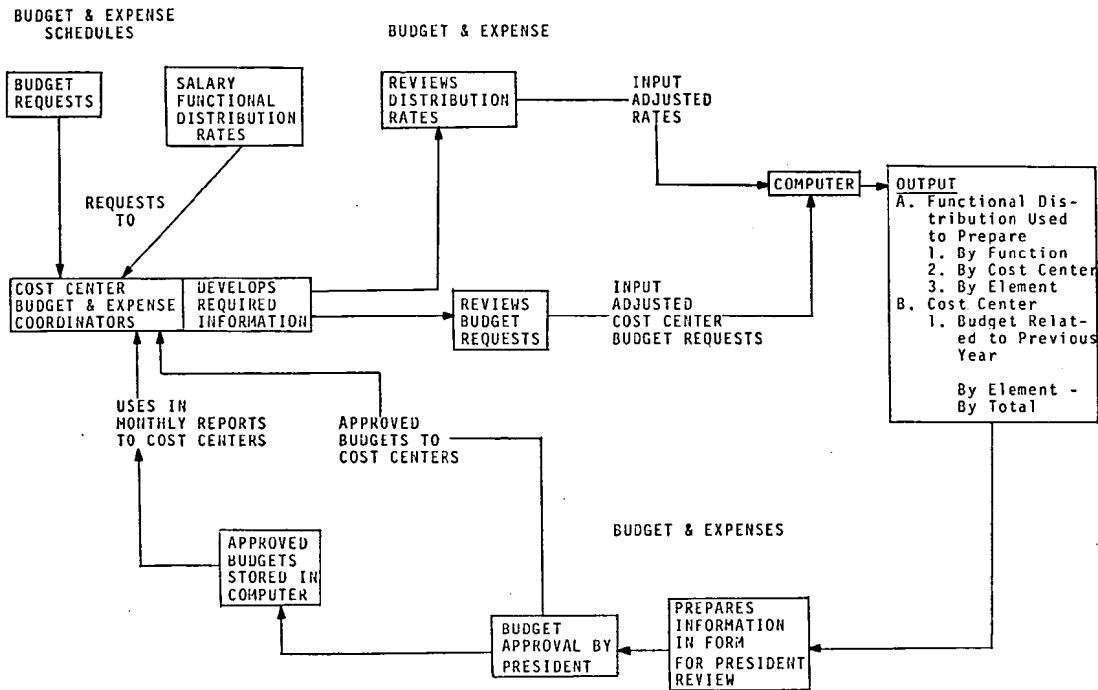 BUDGET & EXPENSE
SCHEDULES
BUDGET & EXPENSE
BUDGET
REQUESTS
SALARY
FUNCTIONAL
DISTRIBUTION
RATES
REVIEWS
DISTRIBUTION
RATES
INPUT
ADJUSTED
RATES
REQUESTS
TO
COMPUTER
OUTPUT
A. Functional Dis-
tribution Used
to Prepare
1. By Function
2. By Cost Center
3. By Element
B. Cost Center
1. Budget Relat-
ed to Previous
Year
By Element -
By Total
COST CENTER
BUDGET & EXPENSE
COORDINATORS
DEVELOPS
REQUIRED
INFORMATION
REVIEWS
BUDGET
REQUESTS
INPUT
ADJUSTED
COST CENTER
BUDGET REQUESTS
USES IN
MONTHLY REPORTS
TO COST CENTERS
APPROVED
BUDGETS TO
COST CENTERS
BUDGET & EXPENSES
APPROVED
BUDGETS
STORED IN
COMPUTER
BUDGET
APPROVAL BY
PRESIDENT
PREPARES
INFORMATION
IN FORM
FOR PRESIDENT
REVIEW